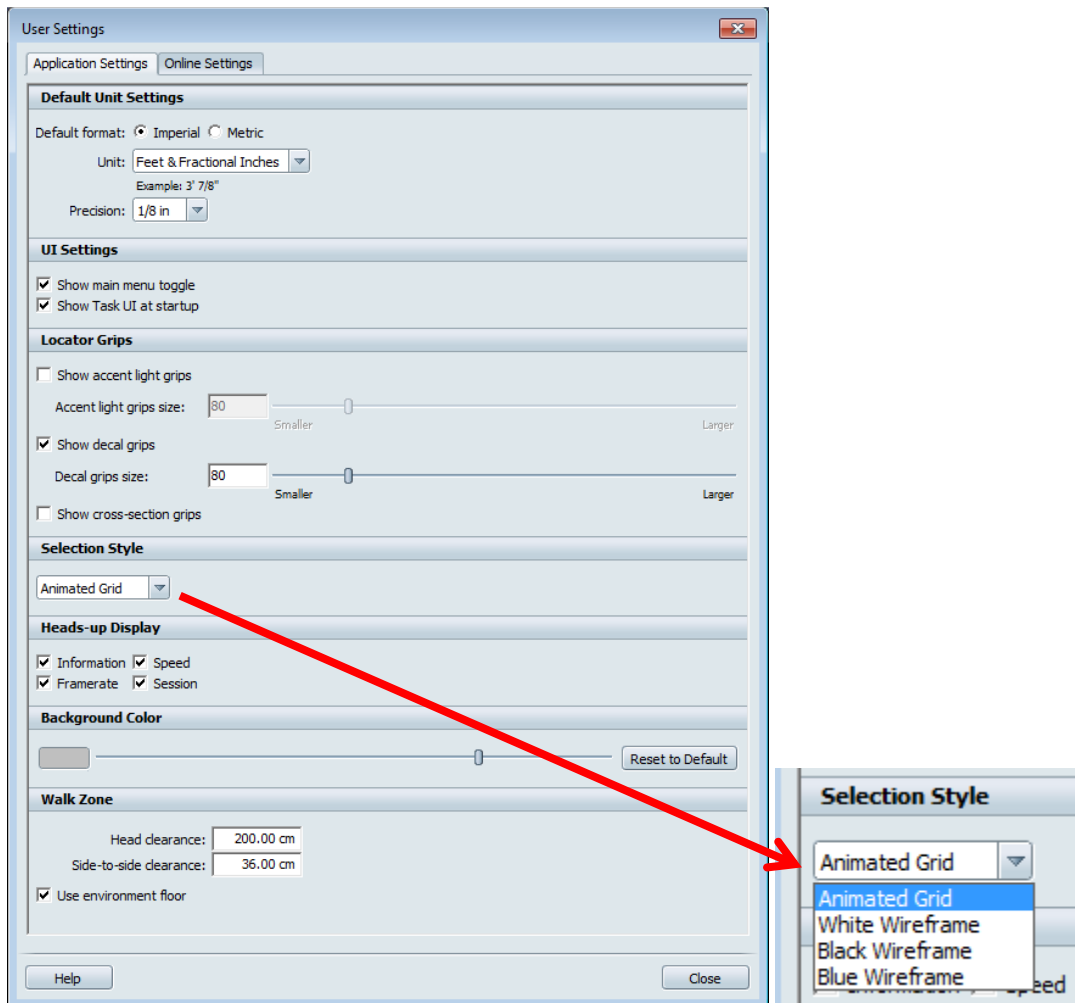 User Settings
Application Settings Online Settings
Default Unit Settings
Default format: Imperial Metric
Unit: Feet & Fractional Inches
Example: 3' 7/8"
Precision: 1/8 in
UI Settings
Show main menu toggle
Show Task UI at startup
Locator Grips
Show accent light grips
Accent light grips size: 80
Smaller Larger
Show decal grips
Decal grips size: 80
Smaller Larger
Show cross-section grips
Selection Style
Animated Grid
Heads-up Display
Information Speed
Framerate Session
Background Color
Reset to Default
Walk Zone
Head clearance: 200.00 cm
Side-to-side clearance: 36.00 cm
Use environment floor
Help Close
Selection Style
Animated Grid
Animated Grid
White Wireframe
Black Wireframe
Blue Wireframe